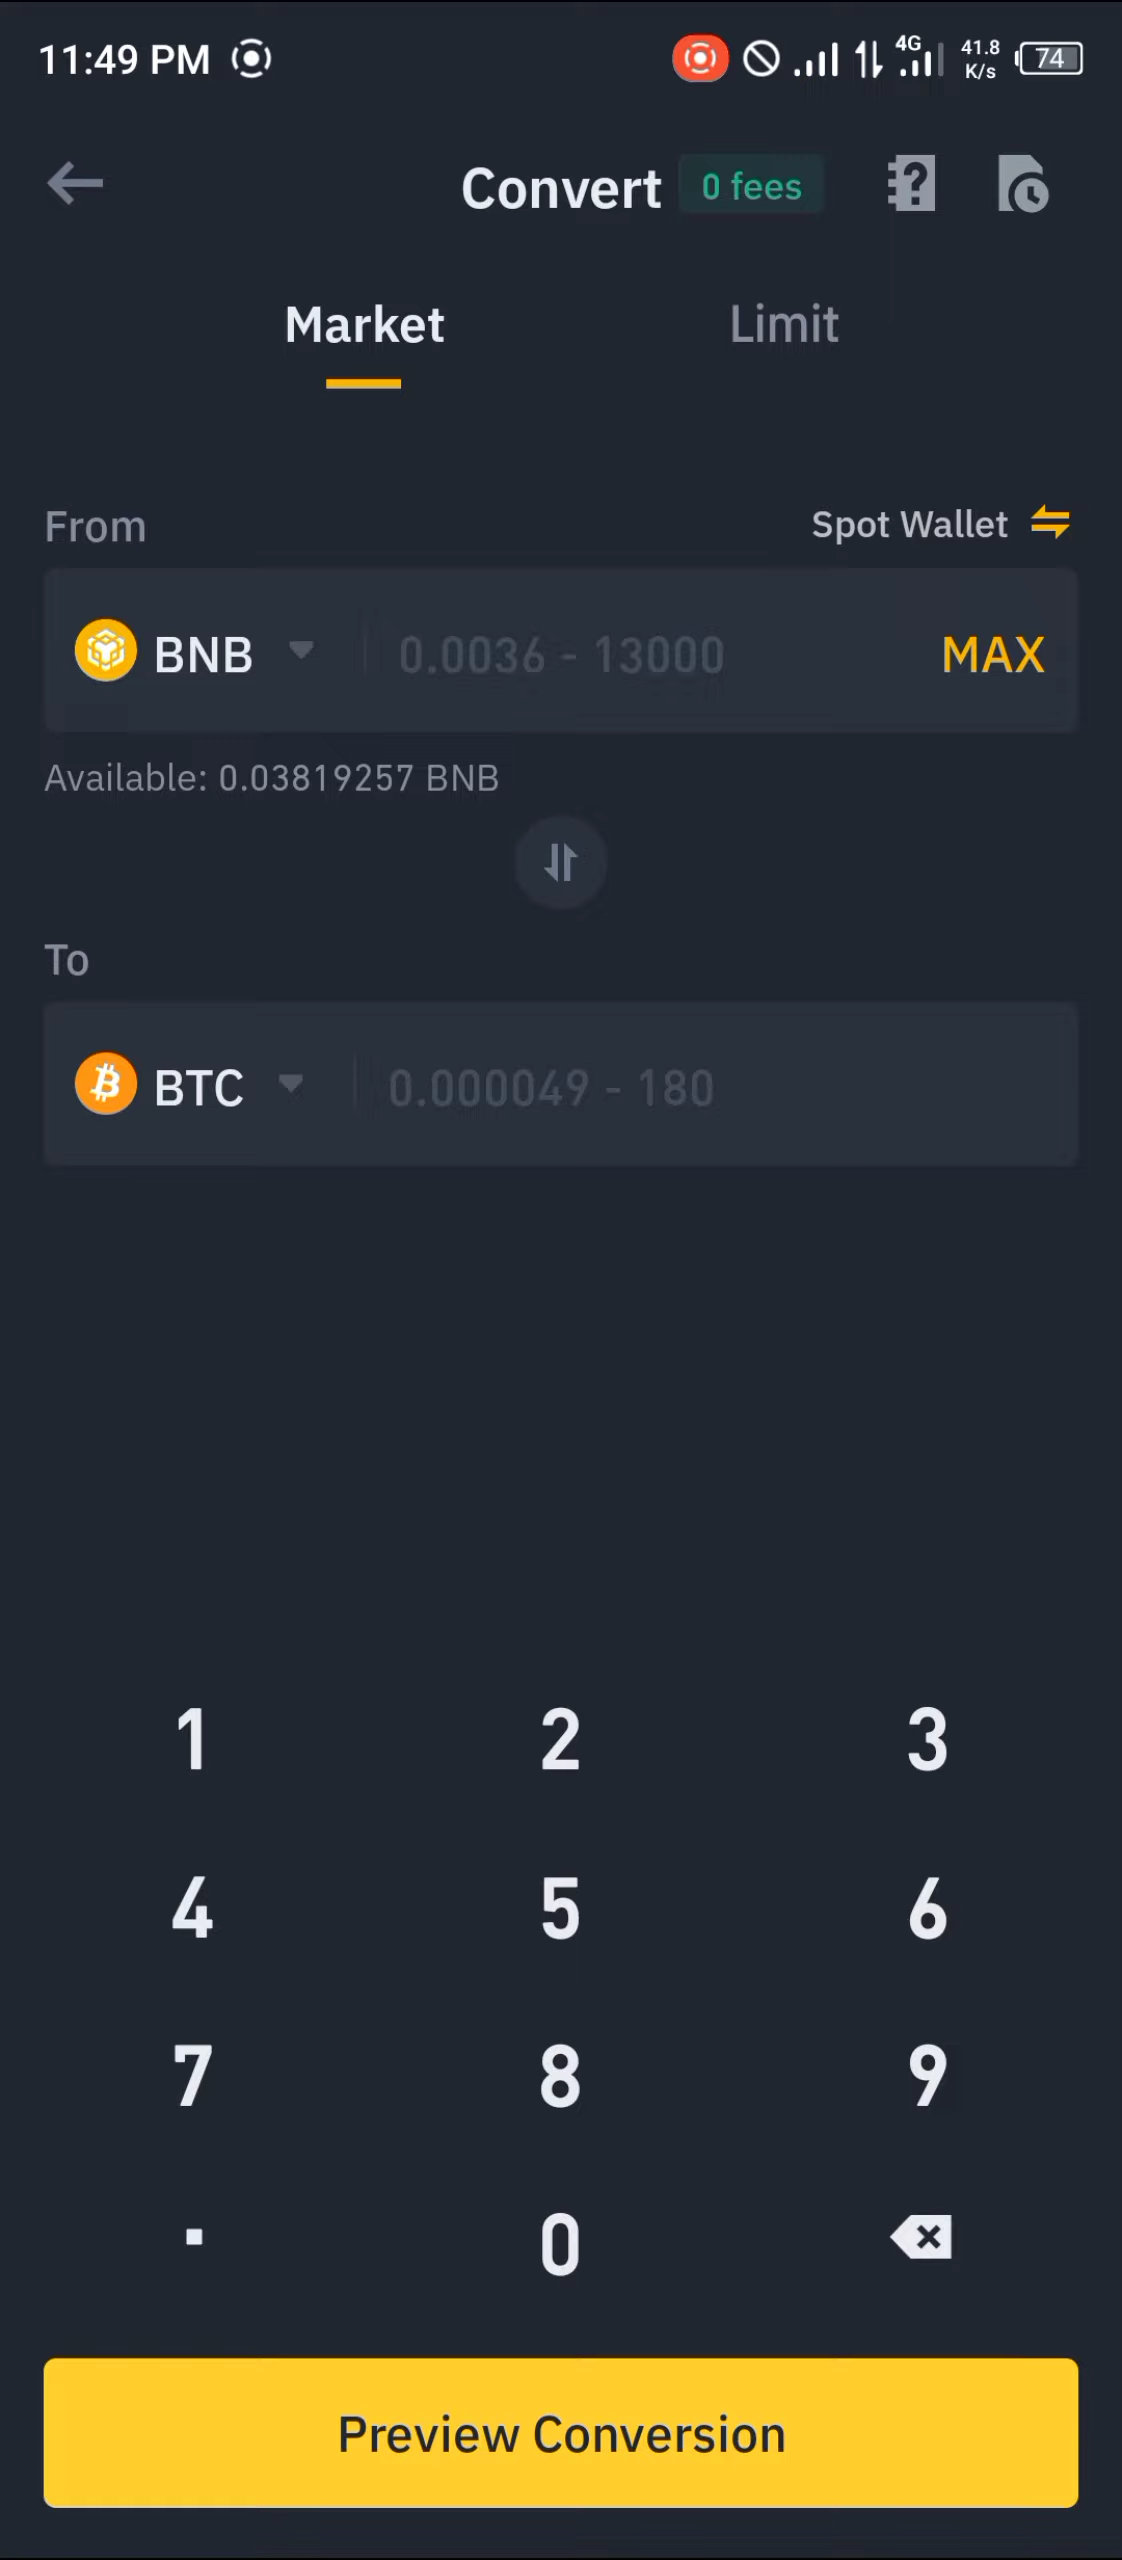 11:49 PM 4G 41.8 K/s 74
Convert 0 fees
Market Limit
From Spot Wallet
BNB 0.0036 - 13000 MAX
Available: 0.03819257 BNB
To
BTC 0.000049 - 180
1 2 3
4 5 6
7 8 9
. 0
Preview Conversion